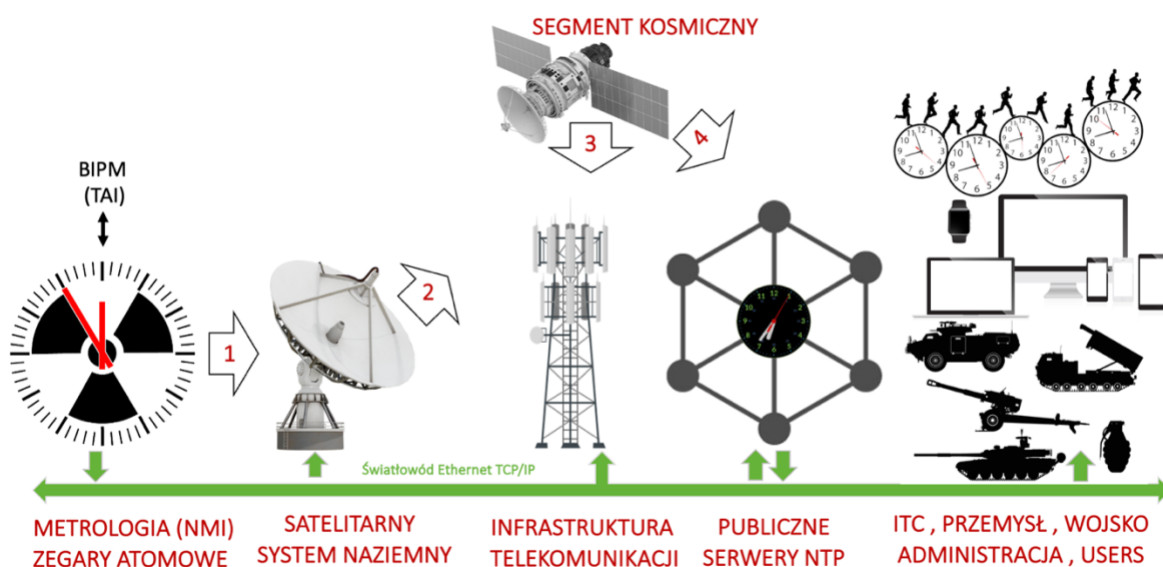 SEGMENT KOSMICZNY
3
4
BIPM
(TAI)
2
1
Światłowód Ethernet TCP/IP
METROLOGIA (NMI)
ZEGARY ATOMOWE
SATELITARNY
SYSTEM NAZIEMNY
INFRASTRUKTURA
TELEKOMUNIKACJI
PUBLICZNE
SERWERY NTP
ITC , PRZEMYSŁ , WOJSKO
ADMINISTRACJA , USERS